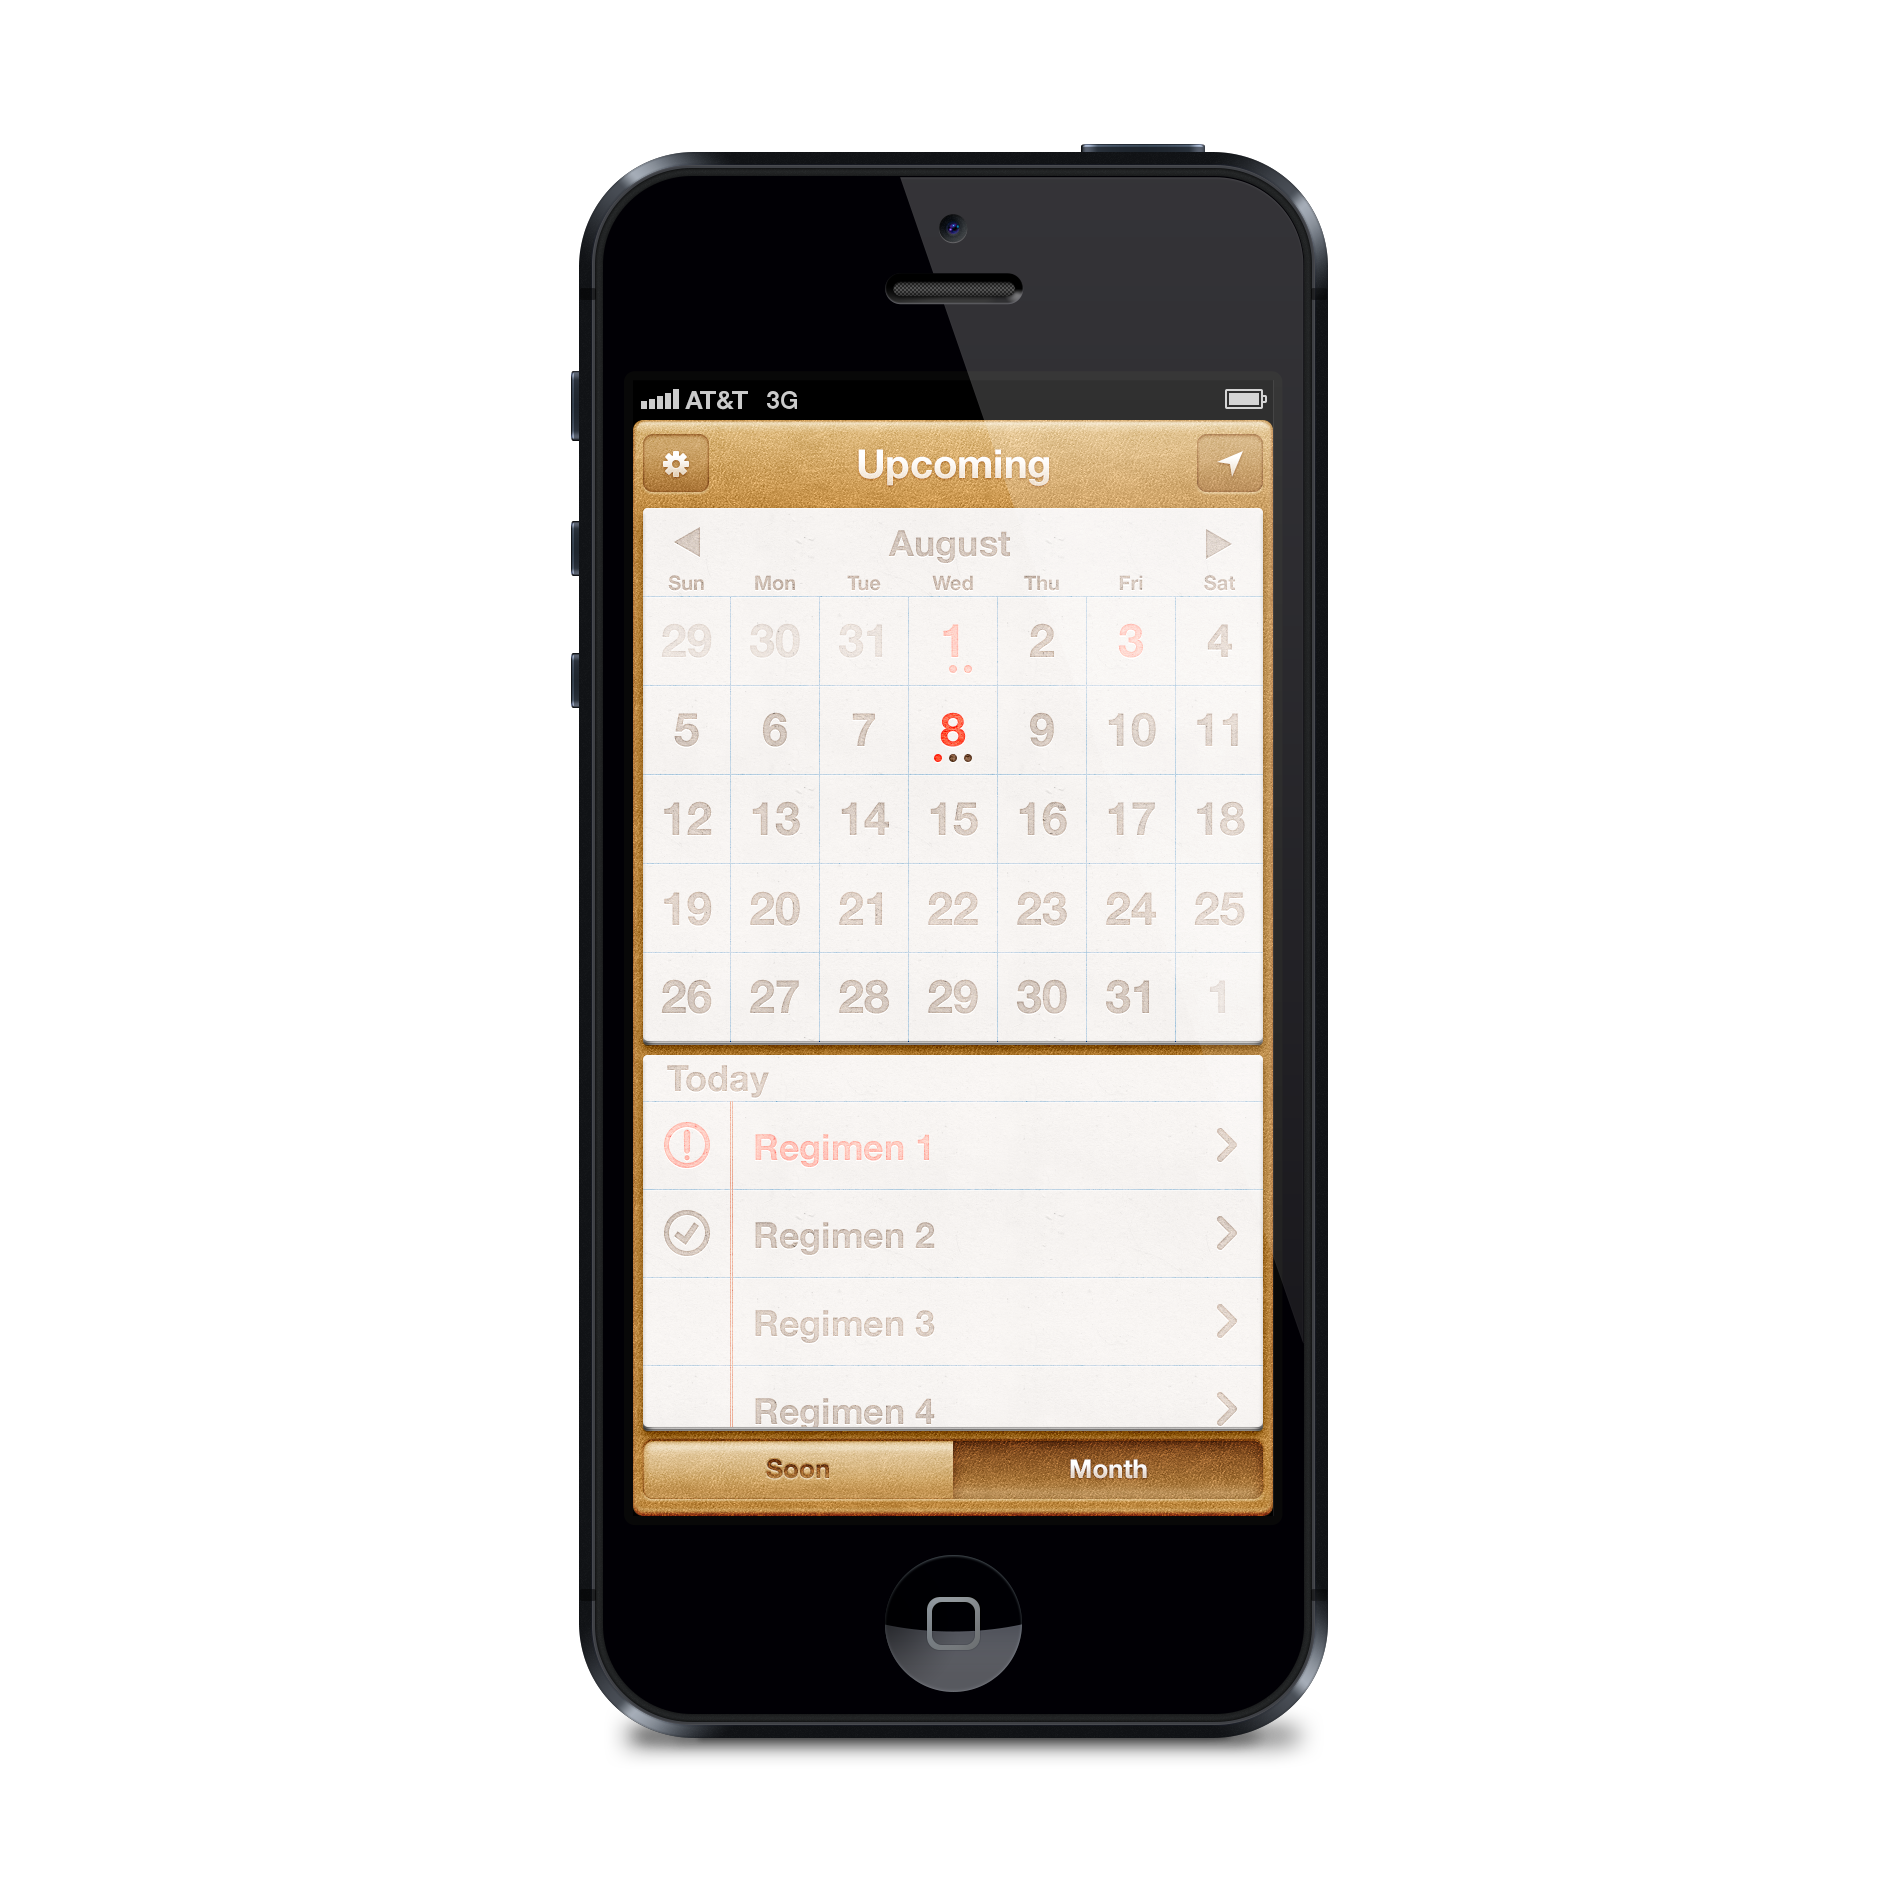 AT&T 3G
Upcoming
August
Sun Mon Tue Wed Thu Fri Sat
29 30 31 1 2 3 4
5 6 7 8 9 10 11
12 13 14 15 16 17 18
19 20 21 22 23 24 25
26 27 28 29 30 31 1
Today
Regimen 1
Regimen 2
Regimen 3
Regimen 4
Soon Month